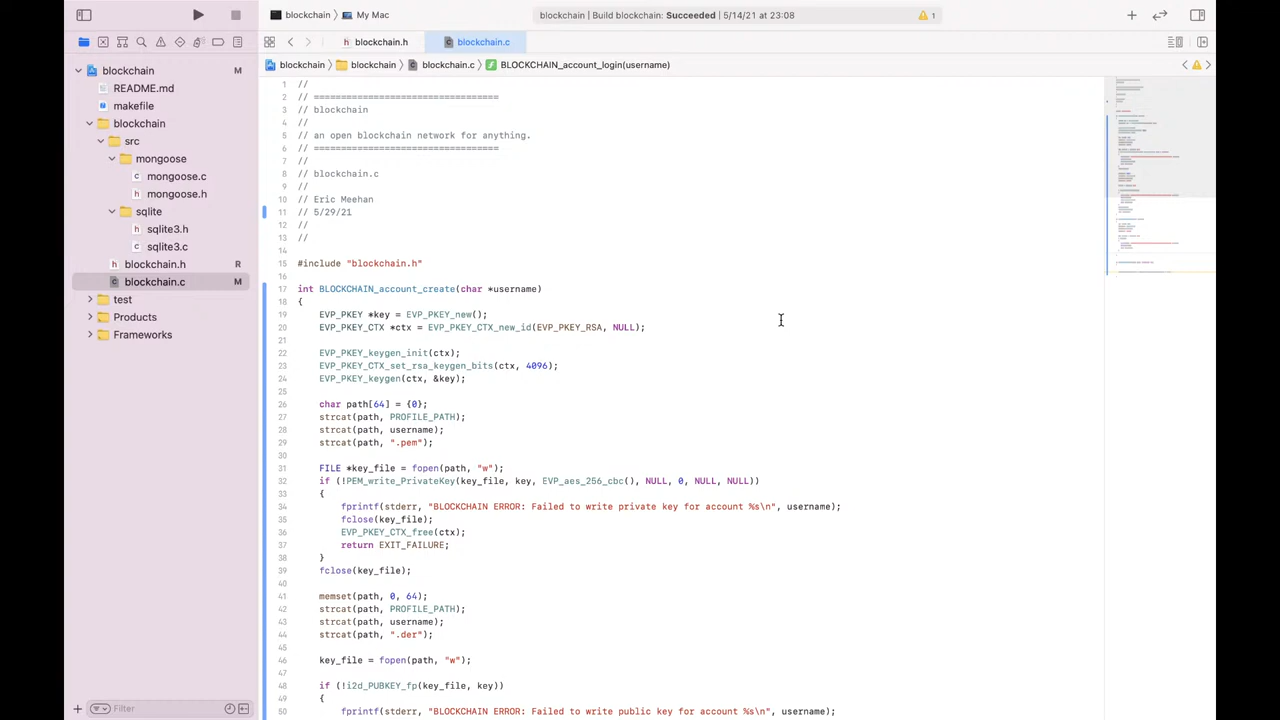 blockchain 〉 My Mac
blockchain | Build blockchain: Succeeded | 5/14/21 at 23:08
1
blockchain.h
blockchain.c
blockchain 〉 blockchain 〉 blockchain.c 〉 BLOCKCHAIN_account_login(username)
blockchain M
README.md
makefile
blockchain
src
mongoose
mongoose.c
mongoose.h
sqlite
sqlite3.h
sqlite3.c
blockchain.h R
blockchain.c M
test
Products
Frameworks
Filter
1 //
2 // ==================================
3 // blockchain
4 //
5 // an open blockchain network for anything.
6 // ==================================
7 //
8 // blockchain.c
9 //
10 // Eric Meehan
11 // 5/29/21
12 //
13 //
14
15 #include "blockchain.h"
16
17 int BLOCKCHAIN_account_create(char *username)
18 {
19 EVP_PKEY *key = EVP_PKEY_new();
20 EVP_PKEY_CTX *ctx = EVP_PKEY_CTX_new_id(EVP_PKEY_RSA, NULL);
21
22 EVP_PKEY_keygen_init(ctx);
23 EVP_PKEY_CTX_set_rsa_keygen_bits(ctx, 4096);
24 EVP_PKEY_keygen(ctx, &key);
25
26 char path[64] = {0};
27 strcat(path, PROFILE_PATH);
28 strcat(path, username);
29 strcat(path, ".pem");
30
31 FILE *key_file = fopen(path, "w");
32 if (!PEM_write_PrivateKey(key_file, key, EVP_aes_256_cbc(), NULL, 0, NULL, NULL))
33 {
34 fprintf(stderr, "BLOCKCHAIN ERROR: Failed to write private key for account %s\n", username);
35 fclose(key_file);
36 EVP_PKEY_CTX_free(ctx);
37 return EXIT_FAILURE;
38 }
39 fclose(key_file);
40
41 memset(path, 0, 64);
42 strcat(path, PROFILE_PATH);
43 strcat(path, username);
44 strcat(path, ".der");
45
46 key_file = fopen(path, "w");
47
48 if (!i2d_PUBKEY_fp(key_file, key))
49 {
50 fprintf(stderr, "BLOCKCHAIN ERROR: Failed to write public key for account %s\n", username);